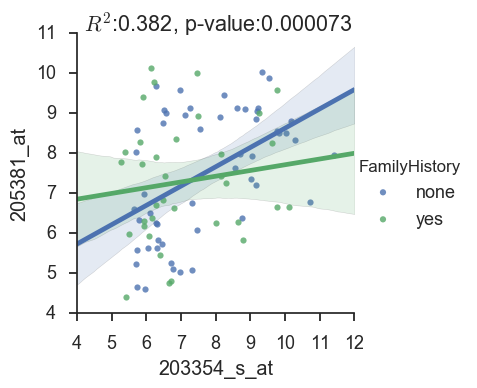 R²:0.382, p-value:0.000073
11
10
9
8
7
6
5
4
205381_at
4 5 6 7 8 9 10 11 12
203354_s_at
FamilyHistory
none
yes